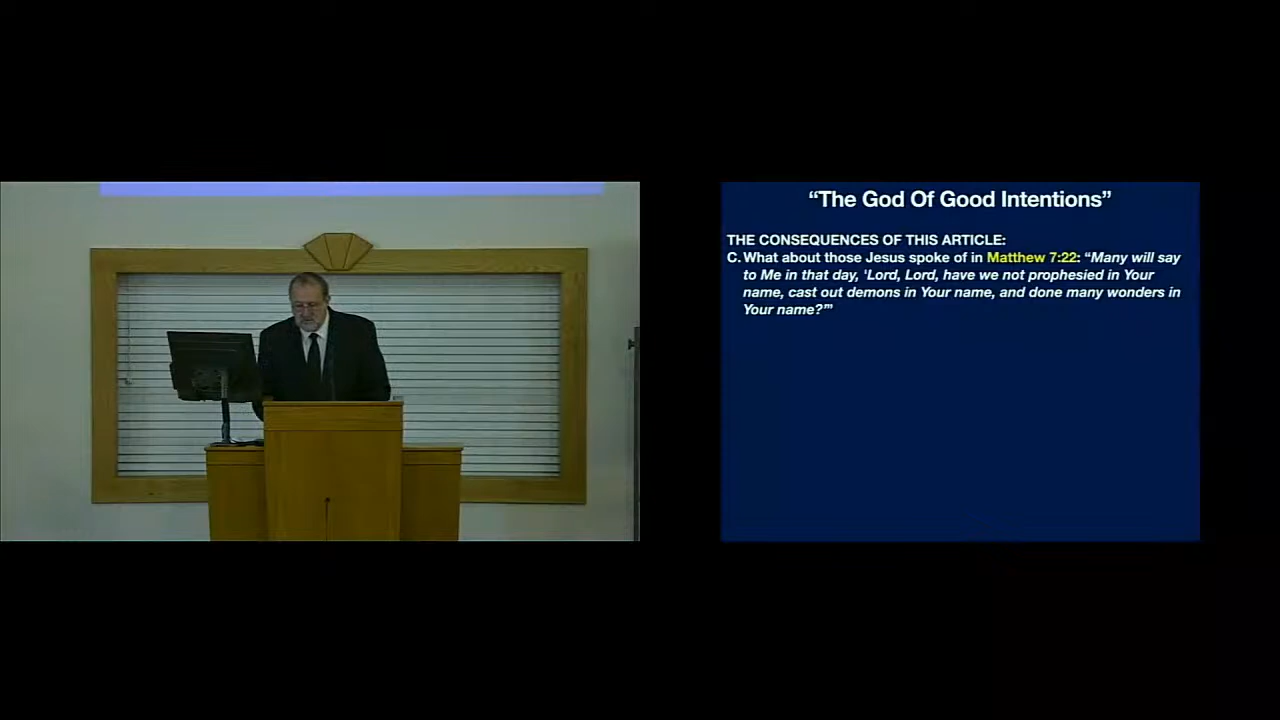 “The God Of Good Intentions”
THE CONSEQUENCES OF THIS ARTICLE:
C. What about those Jesus spoke of in Matthew 7:22: “Many will say
to Me in that day, 'Lord, Lord, have we not prophesied in Your
name, cast out demons in Your name, and done many wonders in
Your name?'”